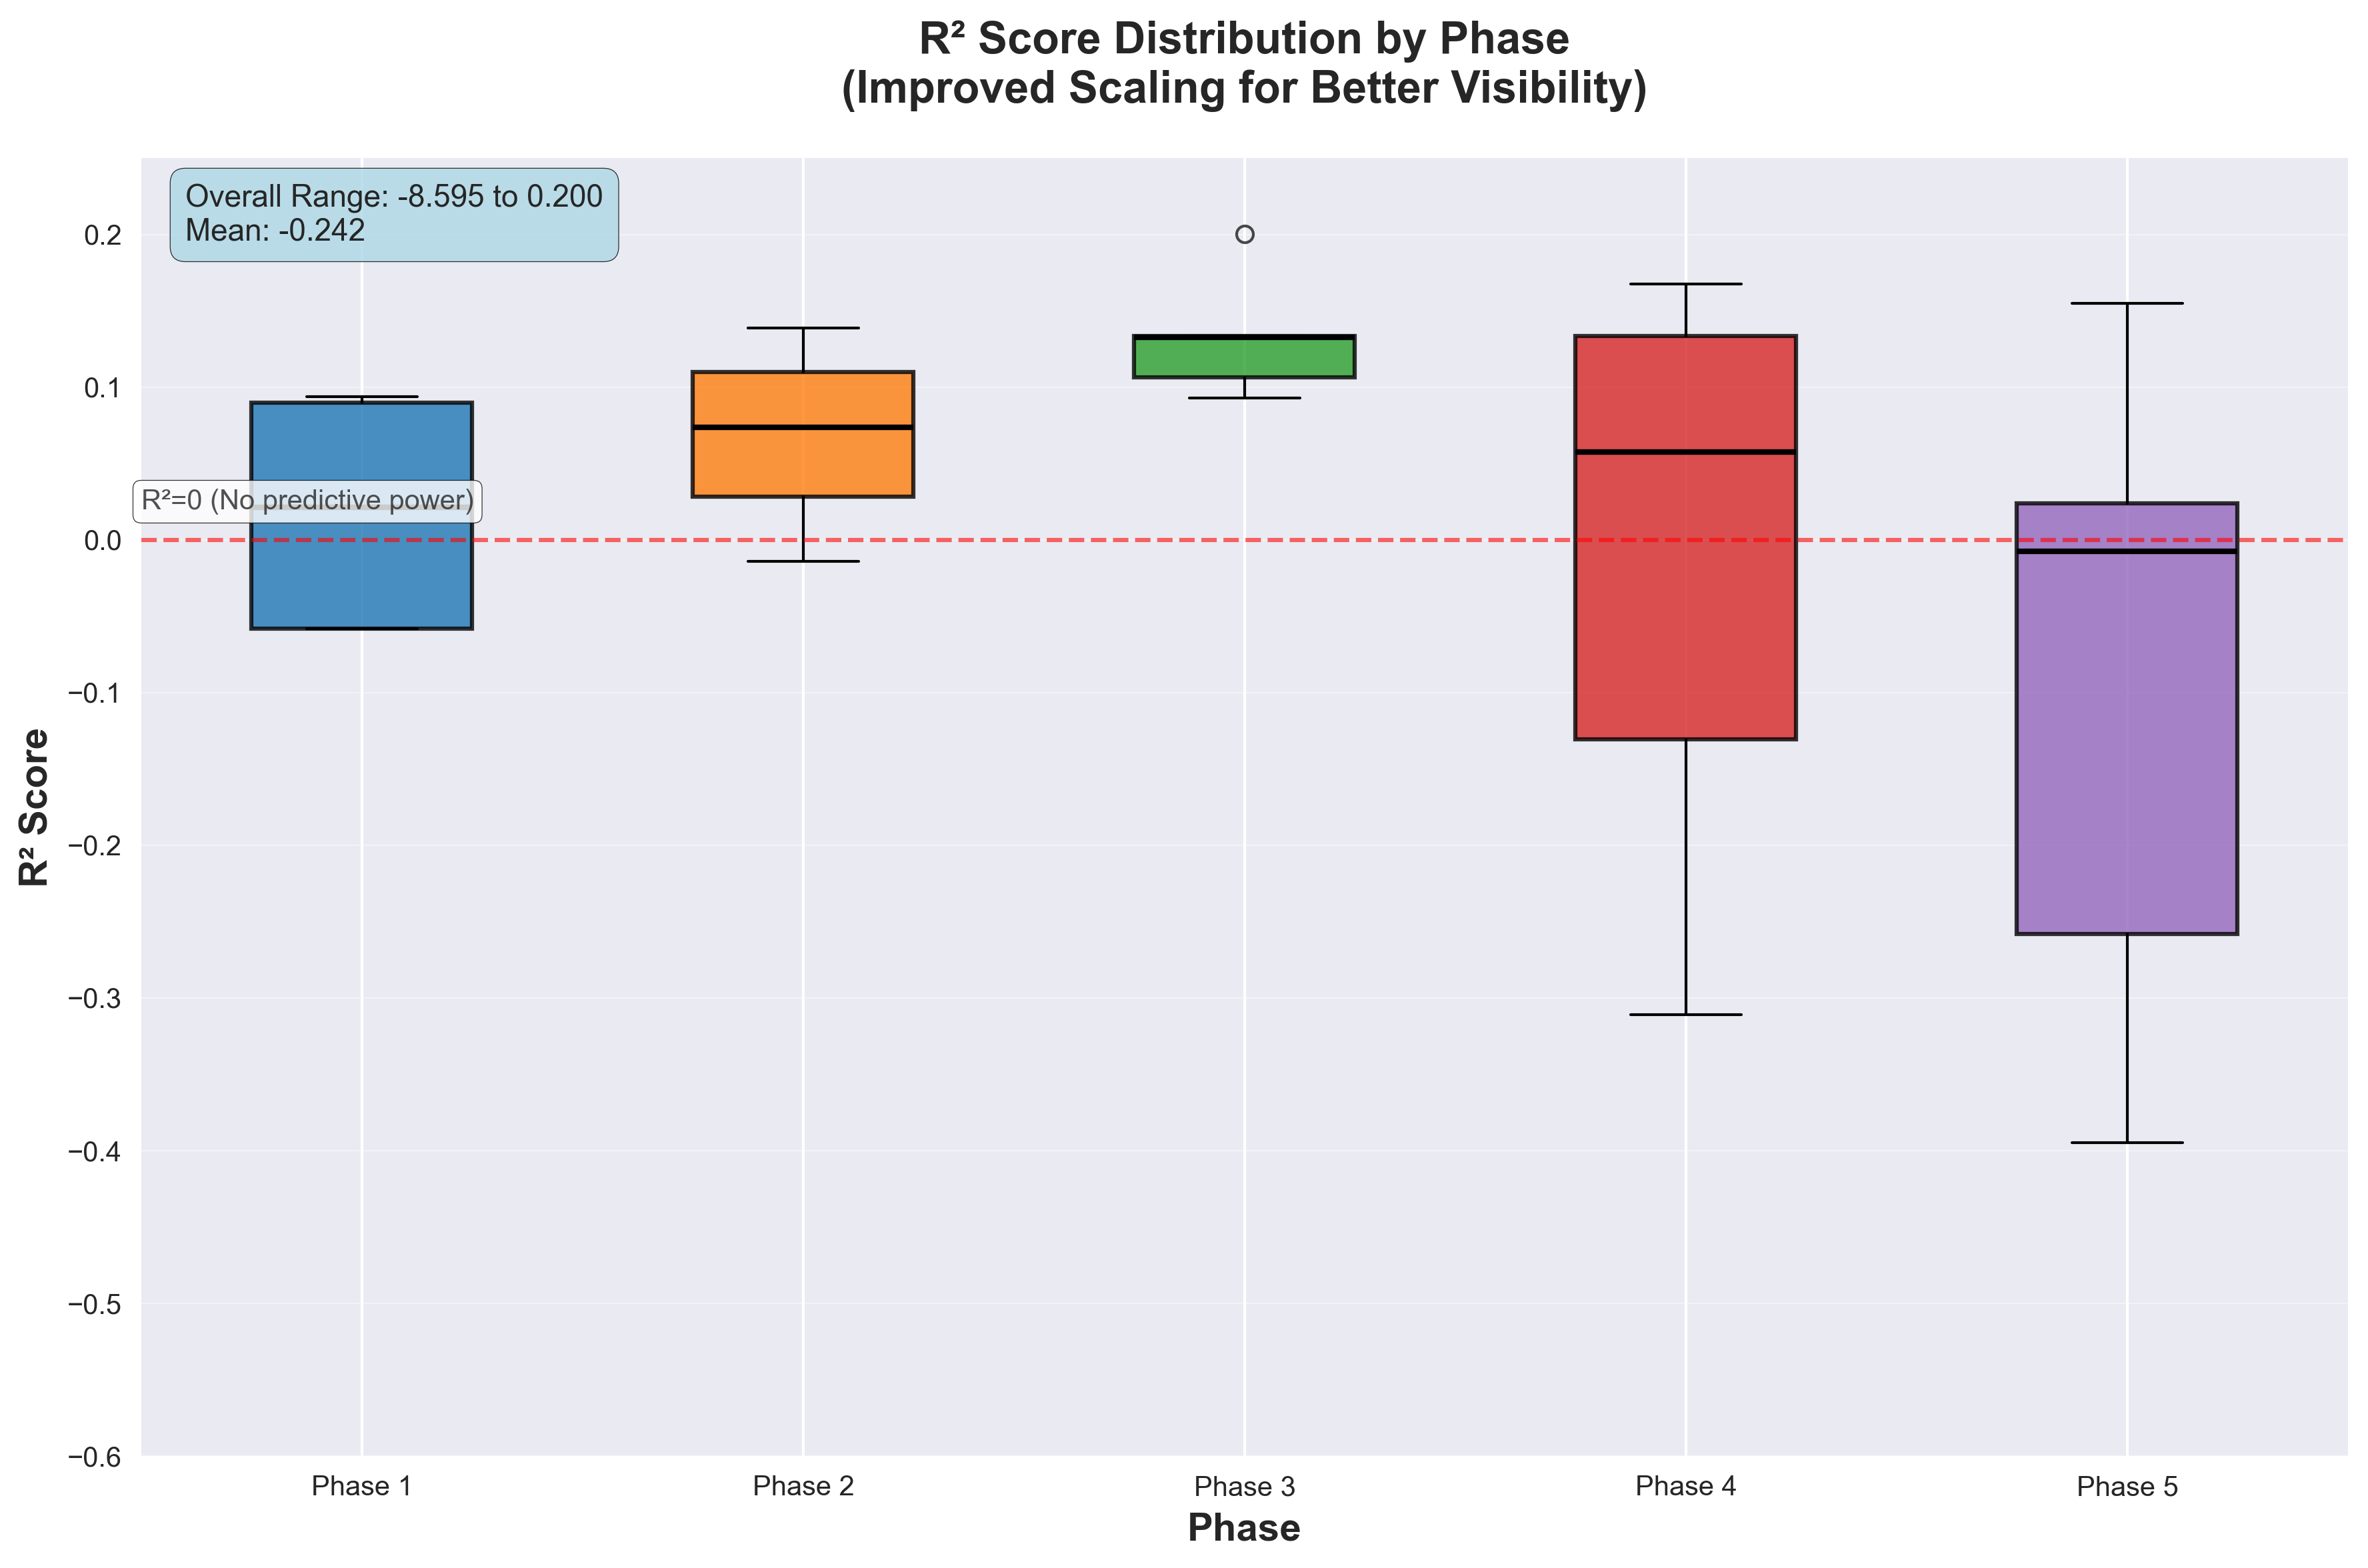 R² Score Distribution by Phase
(Improved Scaling for Better Visibility)
Overall Range: -8.595 to 0.200
Mean: -0.242
R²=0 (No predictive power)
R² Score
0.2
0.1
0.0
−0.1
−0.2
−0.3
−0.4
−0.5
−0.6
Phase 1
Phase 2
Phase 3
Phase 4
Phase 5
Phase